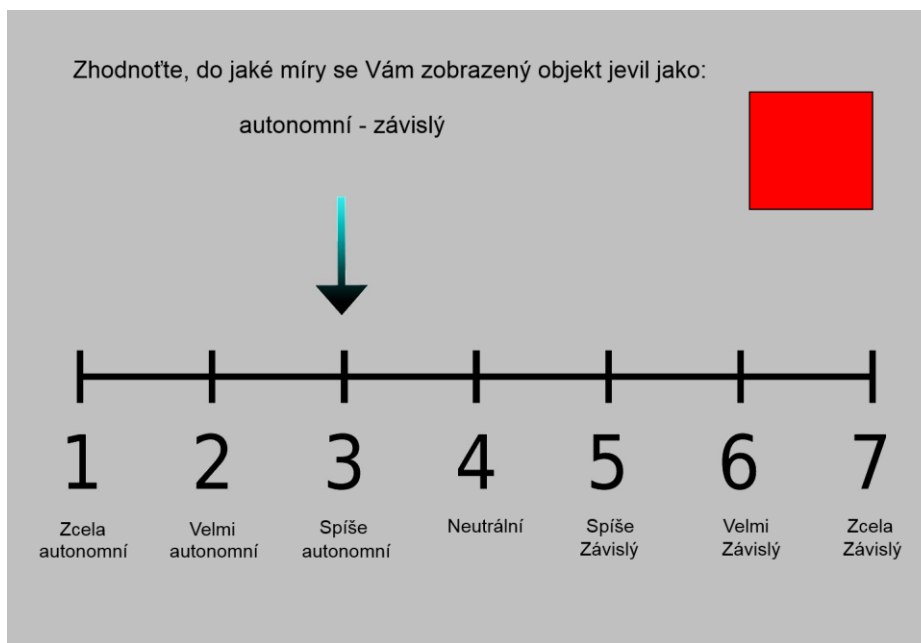 Zhodnoťte, do jaké míry se Vám zobrazený objekt jevil jako:
autonomní - závislý
1 2 3 4 5 6 7
Zcela autonomní
Velmi autonomní
Spíše autonomní
Neutrální
Spíše Závislý
Velmi Závislý
Zcela Závislý